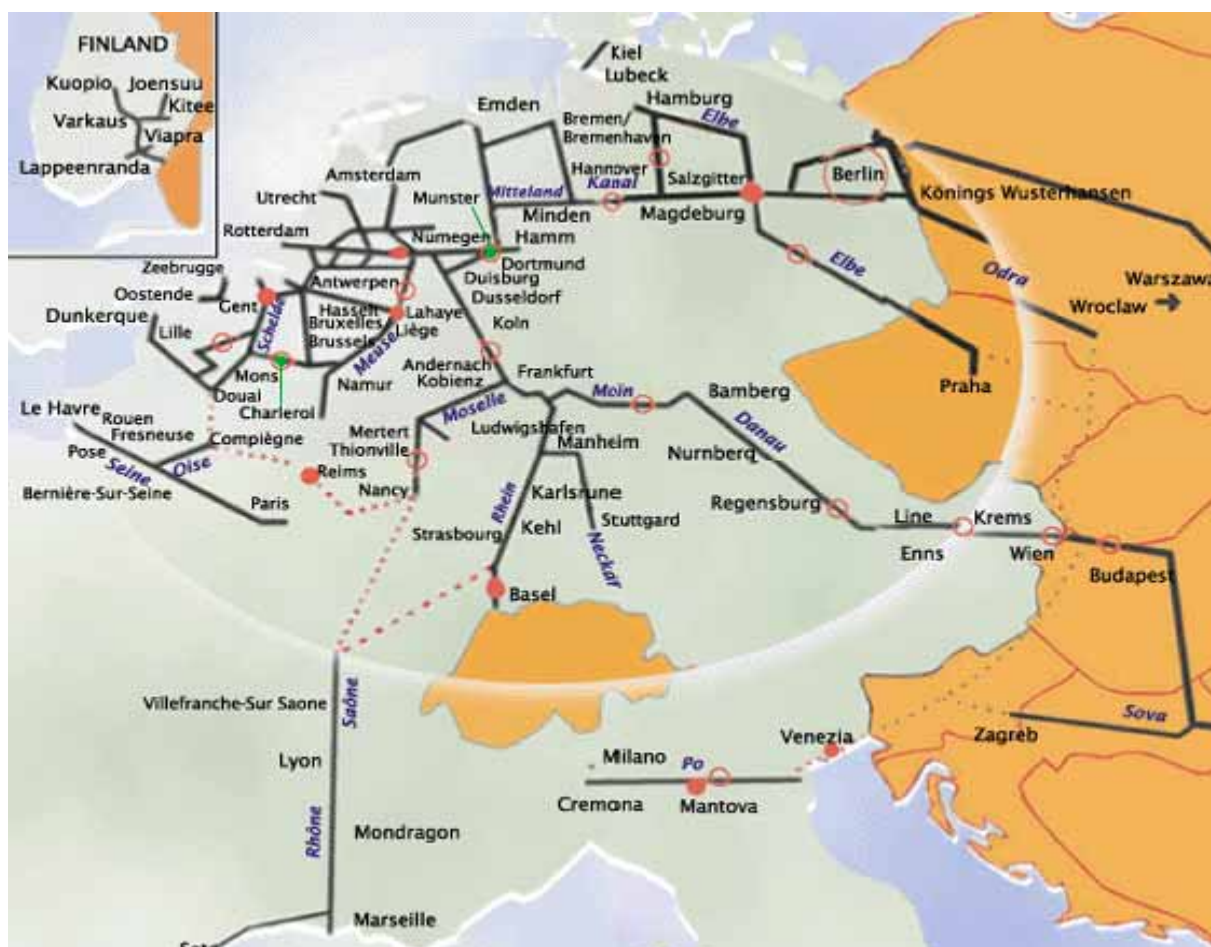 FINLAND
Kuopio Joensuu
Kitee
Varkaus
Viapra
Lappeenranda
Kiel
Lubeck
Emden
Hamburg
Elbe
Bremen/
Bremenhaven
Hannover
Amsterdam
Utrecht
Munster
Mitteland
Kanal
Salzgitter
Berlin
Minden
Magdeburg
Könings Wusterhansen
Rotterdam
Numegen
Hamm
Dortmund
Duisburg
Dusseldorf
Elbe
Odra
Warszawa
Wroclaw
Zeebrugge
Oostende
Gent
Antwerpen
Dunkerque
Lille
Schelde
Hasselt
Lahaye
Bruxelles
Liège
Brussels
Meuse
Koln
Mons
Namur
Andernach
Kobienz
Frankfurt
Moin
Bamberg
Praha
Douai
Charleroi
Moselle
Danau
Le Havre
Rouen
Fresneuse
Compiègne
Mertert
Thionville
Ludwigshafen
Manheim
Nurnberg
Pose
Seine
Oise
Reims
Nancy
Bernière-Sur-Seine
Paris
Rhein
Karlsrune
Strasbourg
Kehl
Stuttgard
Neckar
Regensburg
Line
Krems
Enns
Wien
Budapest
Basel
Villefranche-Sur Saone
Saône
Sova
Zagreb
Venezia
Lyon
Milano
Po
Cremona
Mantova
Rhône
Mondragon
Marseille